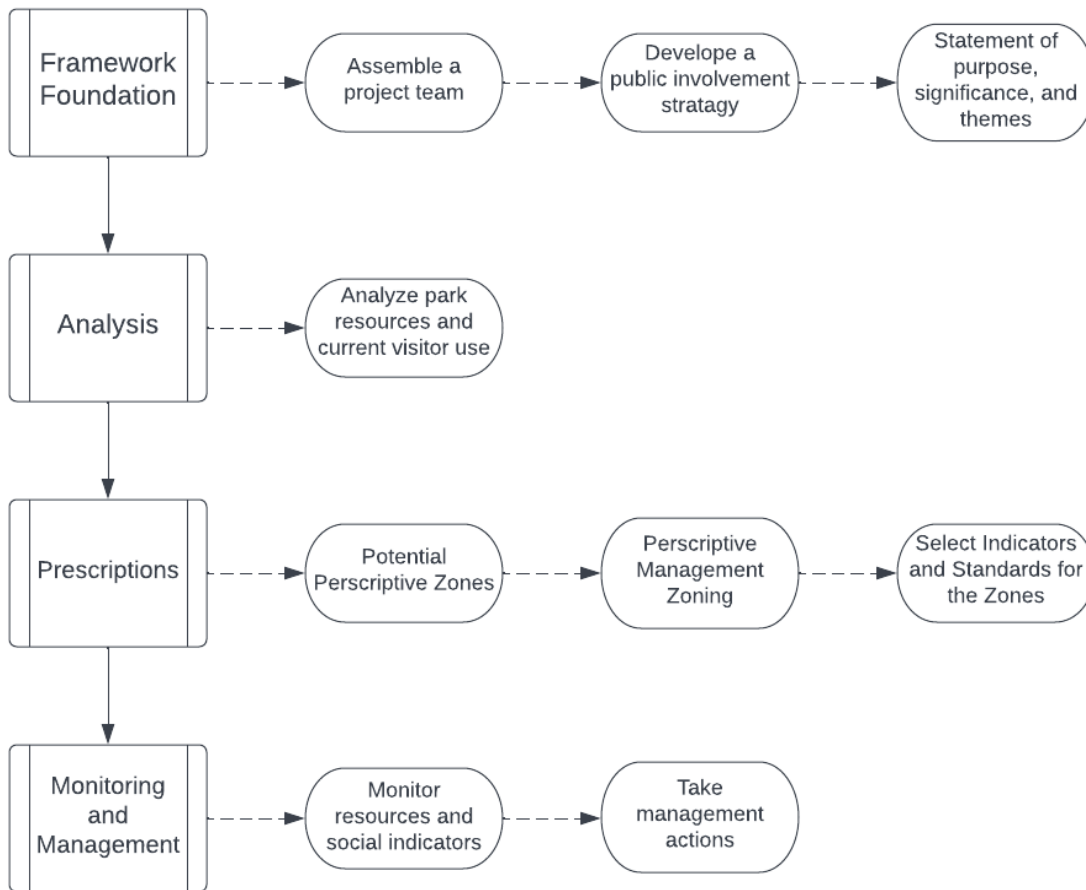 Framework
Foundation
Assemble a
project team
Develope a
public involvement
stratagy
Statement of
purpose,
significance, and
themes
Analysis
Analyze park
resources and
current visitor use
Prescriptions
Potential
Perscriptive Zones
Perscriptive
Management
Zoning
Select Indicators
and Standards for
the Zones
Monitoring
and
Management
Monitor
resources and
social indicators
Take
management
actions